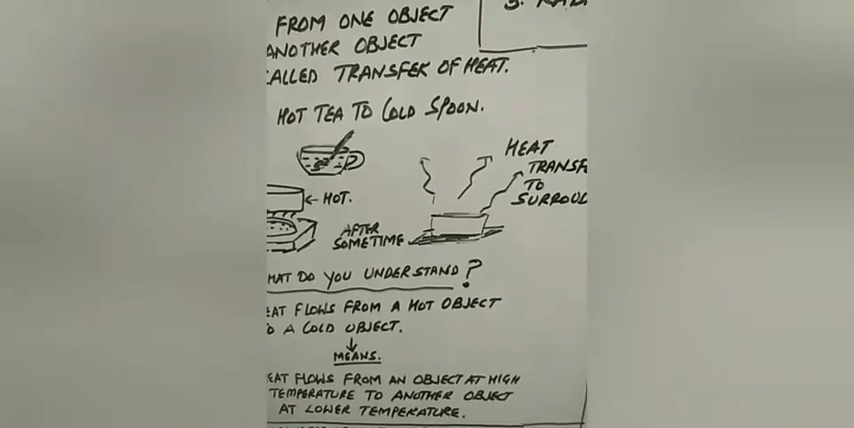 3.
FROM ONE OBJECT
ANOTHER OBJECT
CALLED TRANSFER OF HEAT.
HOT TEA TO COLD SPOON.
HEAT
TRANSF
TO
SURROU
← HOT.
AFTER
SOMETIME
HAT DO YOU UNDERSTAND?
EAT FLOWS FROM A HOT OBJECT
O A COLD OBJECT.
↓
MEANS.
EAT FLOWS FROM AN OBJECT AT HIGH
TEMPERATURE TO ANOTHER OBJECT
AT LOWER TEMPERATURE.